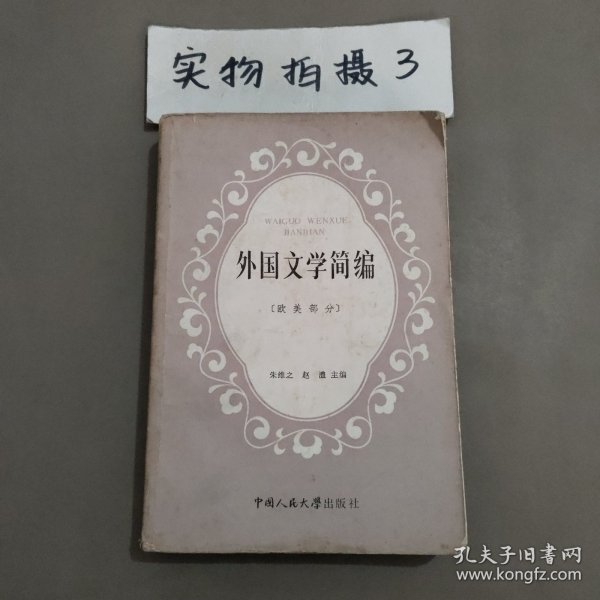 实物拍摄3
WAIGUO WENXUE
JIANBIAN
外国文学简编
〔欧美部分〕
朱维之 赵澧 主编
中国人民大學出版社
孔夫子旧书网
www.kongfz.com